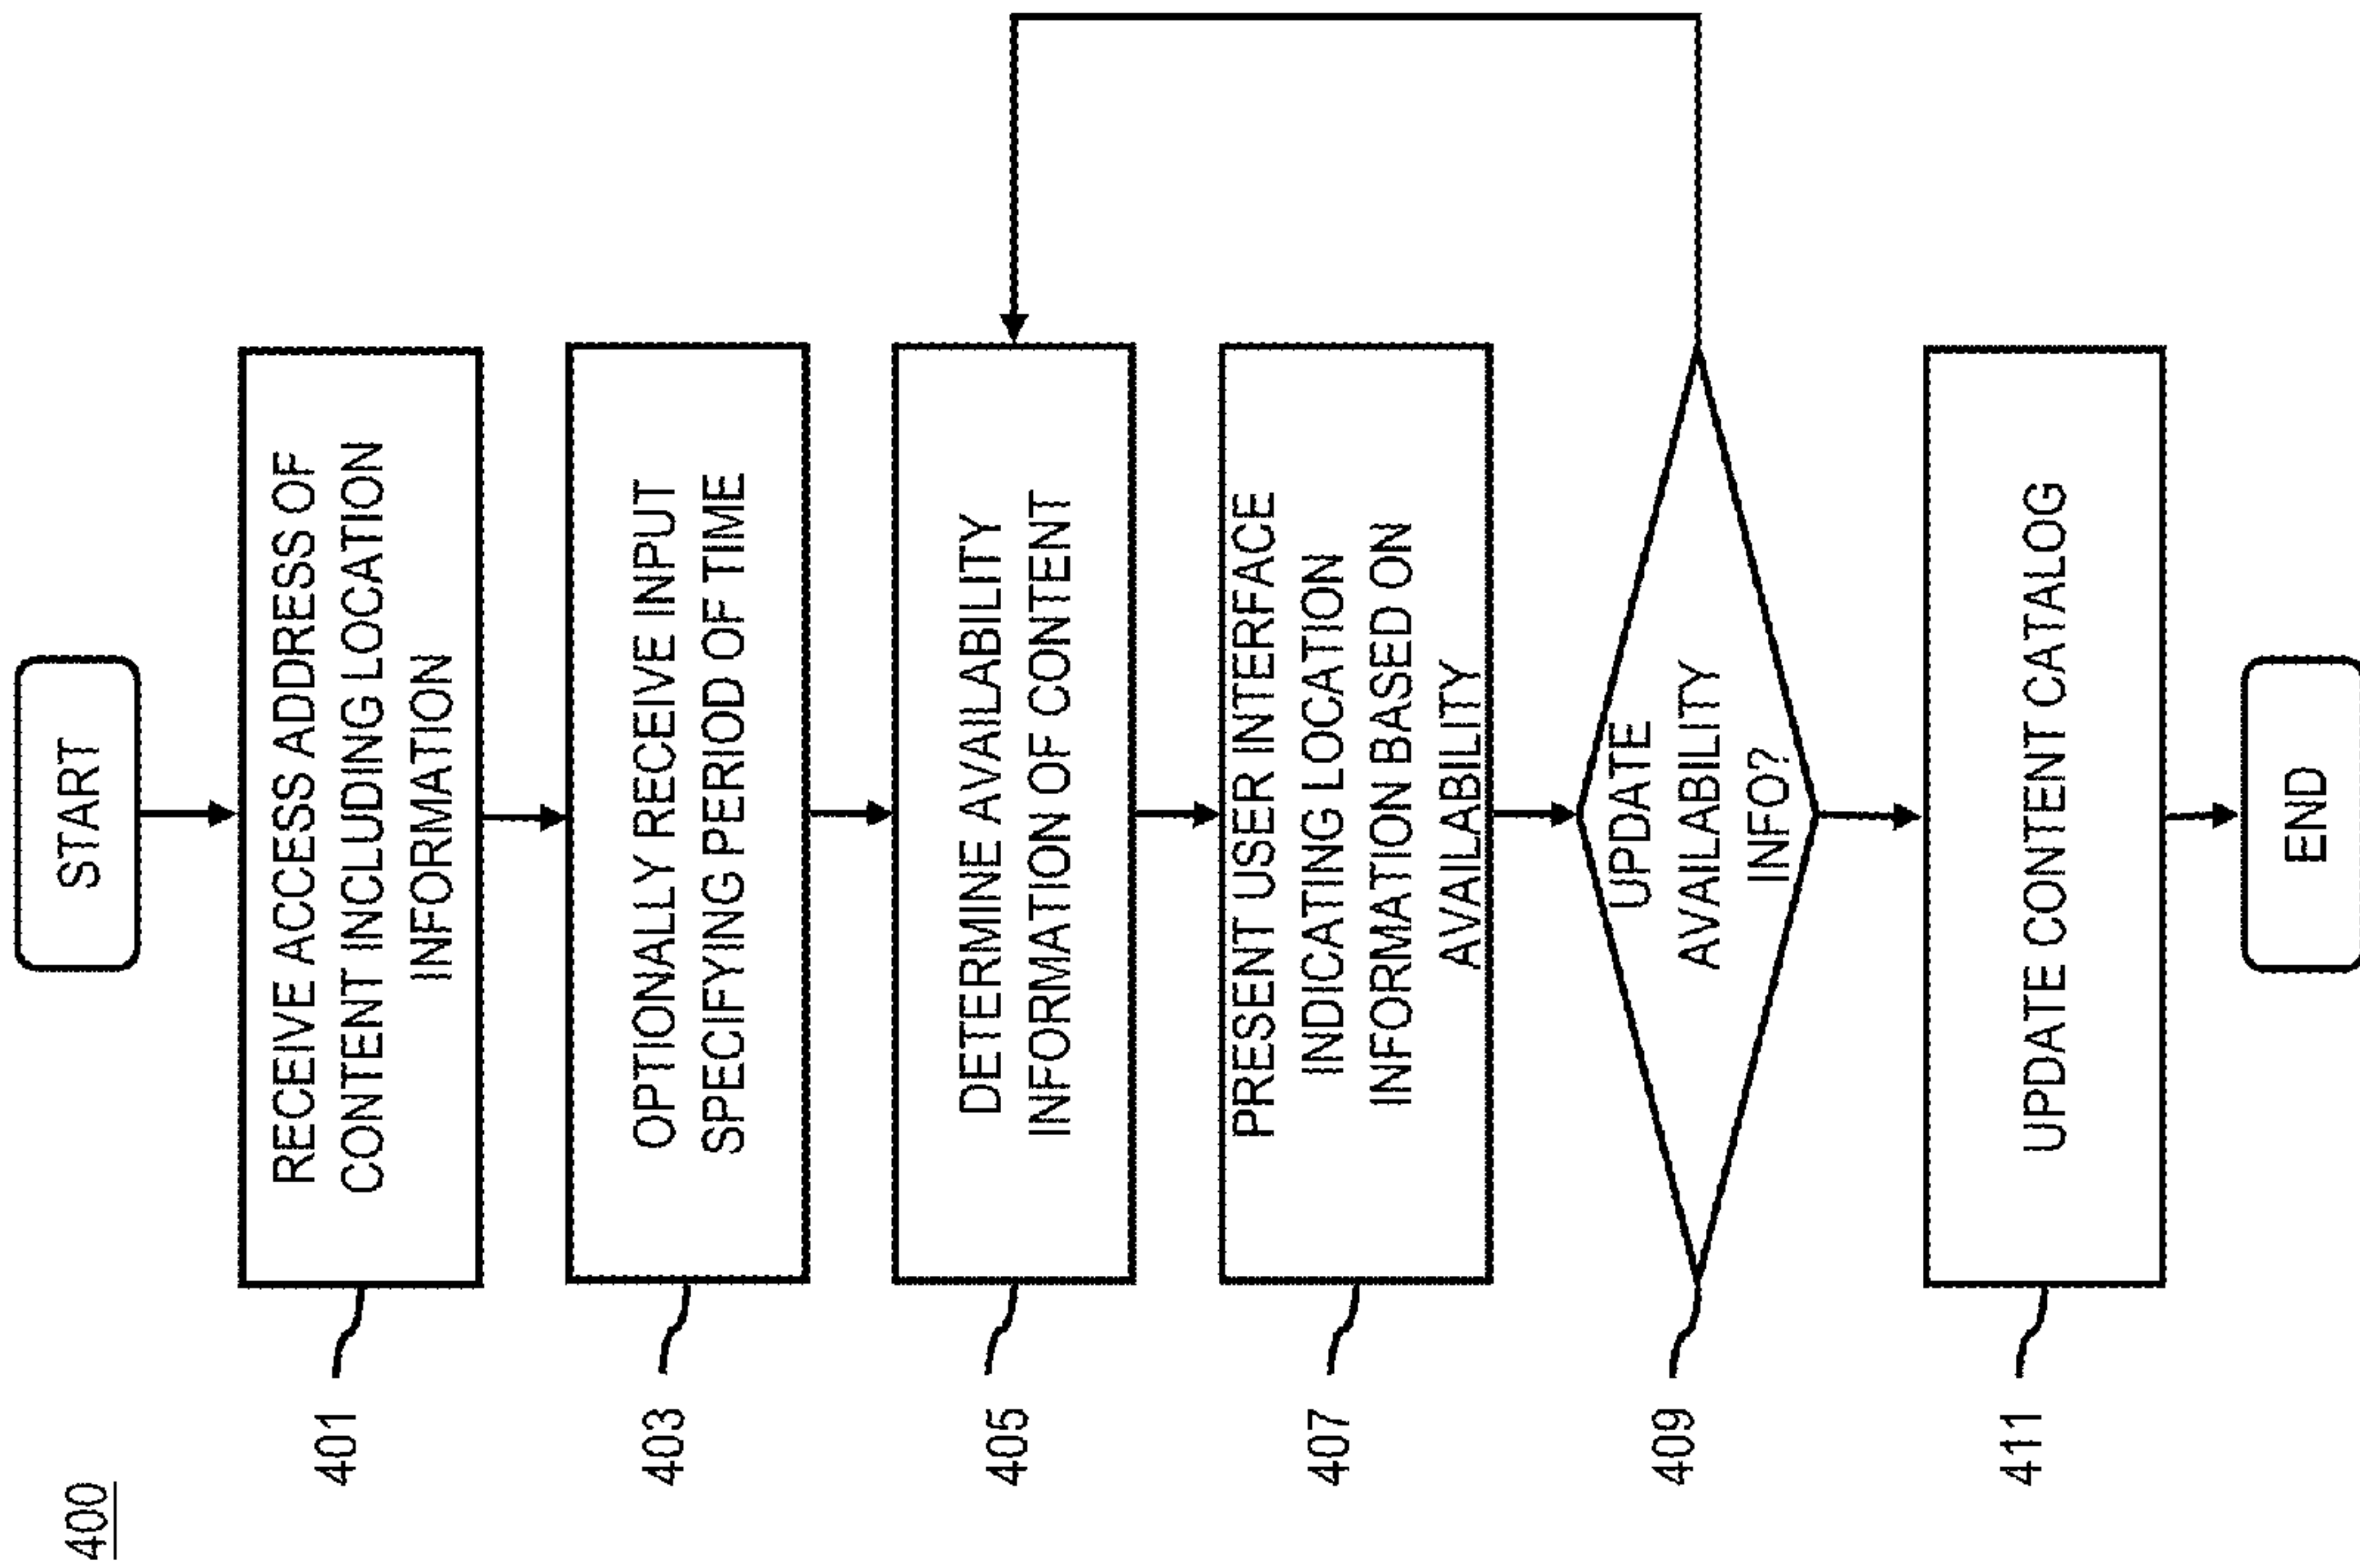 400
START
401
RECEIVE ACCESS ADDRESS OF
CONTENT INCLUDING LOCATION
INFORMATION
403
OPTIONALLY RECEIVE INPUT
SPECIFYING PERIOD OF TIME
405
DETERMINE AVAILABILITY
INFORMATION OF CONTENT
407
PRESENT USER INTERFACE
INDICATING LOCATION
INFORMATION BASED ON
AVAILABILITY
409
UPDATE
AVAILABILITY
INFO?
411
UPDATE CONTENT CATALOG
END